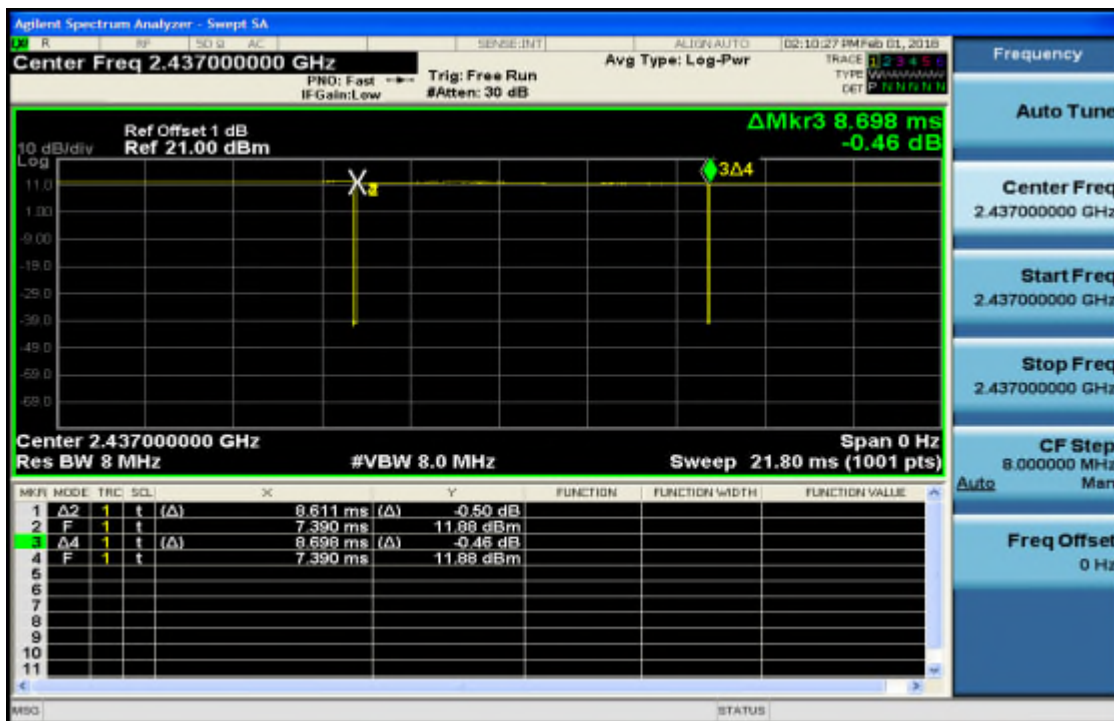 Agilent Spectrum Analyzer - Swept SA
R RF 50 Ω AC SENSE:INT ALIGN AUTO 02:10:27 PM Feb 01, 2018
Center Freq 2.437000000 GHz
PNO: Fast
IFGain:Low
Trig: Free Run
#Atten: 30 dB
Avg Type: Log-Pwr
TRACE 1 2 3 4 5 6
TYPE
DET P N N N N N
Frequency
Auto Tune
Center Freq
2.437000000 GHz
Start Freq
2.437000000 GHz
Stop Freq
2.437000000 GHz
CF Step
8.000000 MHz
Auto Man
Freq Offset
0 Hz
ΔMkr3 8.698 ms
-0.46 dB
Ref Offset 1 dB
10 dB/div Ref 21.00 dBm
Log
11.0
1.00
-9.00
-19.0
-29.0
-39.0
-49.0
-59.0
-69.0
3Δ4
Center 2.437000000 GHz Span 0 Hz
Res BW 8 MHz #VBW 8.0 MHz Sweep 21.80 ms (1001 pts)
MKR MODE TRC SCL X Y FUNCTION FUNCTION WIDTH FUNCTION VALUE
1 Δ2 1 t (Δ) 8.611 ms (Δ) -0.50 dB
2 F 1 t 7.390 ms 11.88 dBm
3 Δ4 1 t (Δ) 8.698 ms (Δ) -0.46 dB
4 F 1 t 7.390 ms 11.88 dBm
5
6
7
8
9
10
11
MSG STATUS